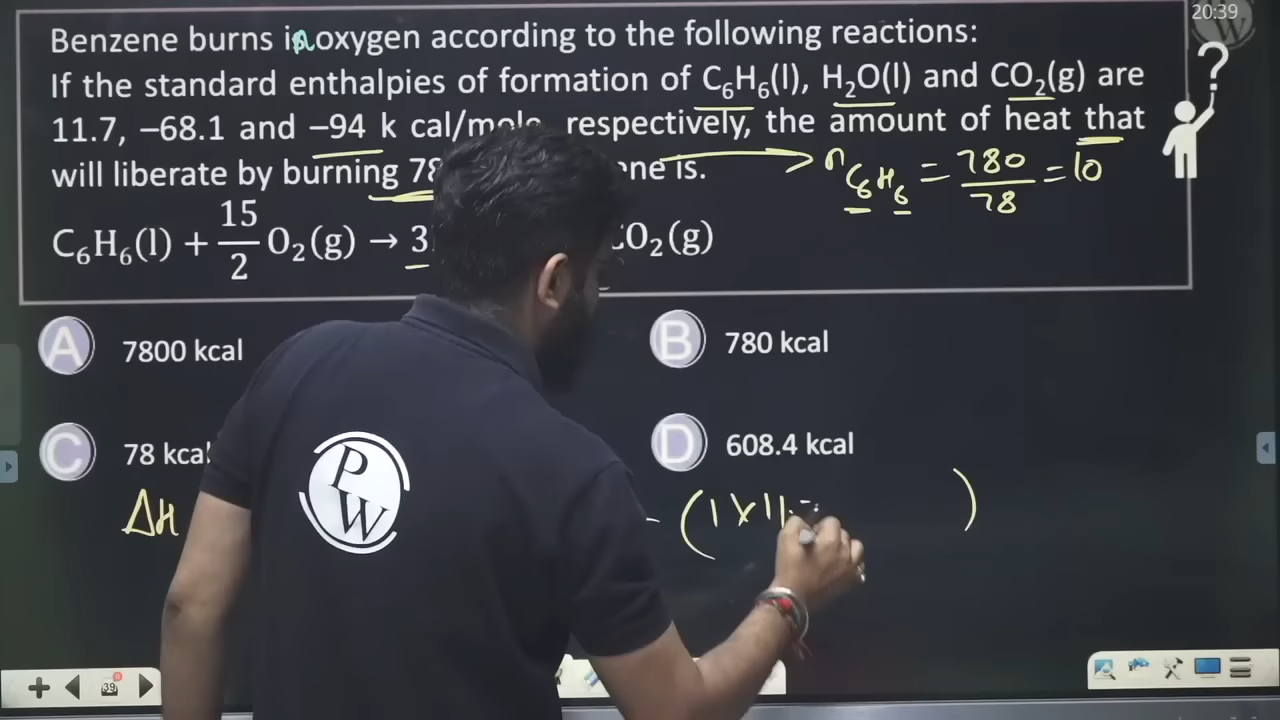 20:39
Benzene burns in oxygen according to the following reactions:
If the standard enthalpies of formation of C₆H₆(l), H₂O(l) and CO₂(g) are
11.7, –68.1 and –94 k cal/mole respectively, the amount of heat that
will liberate by burning 78 ne is.
n C₆H₆ = 780/78 = 10
C₆H₆(l) + 15/2 O₂(g) → 3 CO₂(g)
A 7800 kcal
B 780 kcal
C 78 kcal
D 608.4 kcal
ΔH - (1 × 11.7 )
PW
39